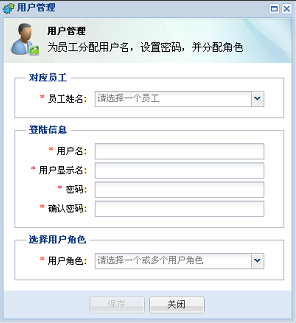 用户管理
用户管理
为员工分配用户名，设置密码，并分配角色
对应员工
* 员工姓名: 请选择一个员工
登陆信息
* 用户名:
* 用户显示名:
* 密码:
* 确认密码:
选择用户角色
* 用户角色: 请选择一个或多个用户角色
保存 关闭